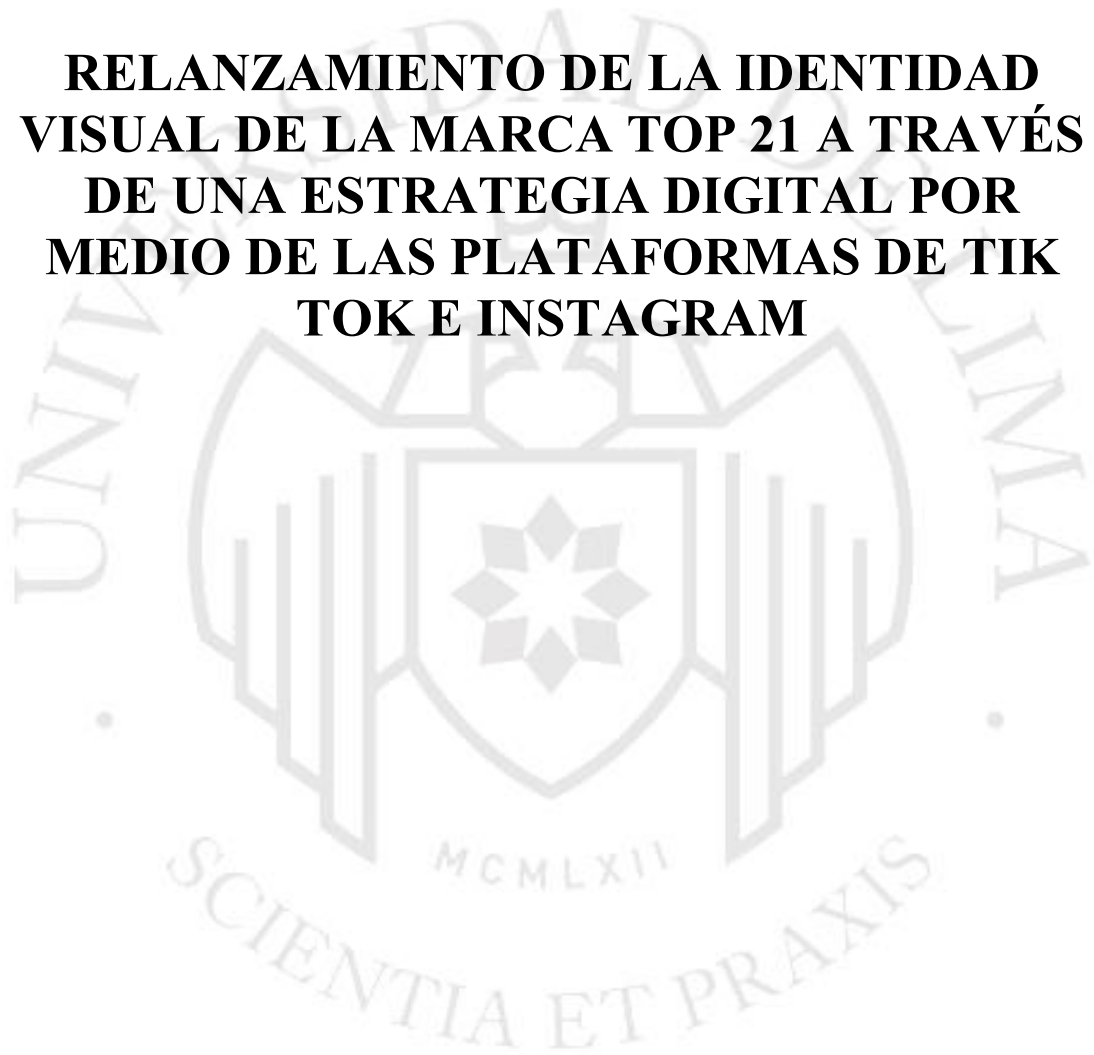 RELANZAMIENTO DE LA IDENTIDAD
VISUAL DE LA MARCA TOP 21 A TRAVÉS
DE UNA ESTRATEGIA DIGITAL POR
MEDIO DE LAS PLATAFORMAS DE TIK
TOK E INSTAGRAM
UNIVERSIDAD DE LIMA
MCMLXII
SCIENTIA ET PRAXIS